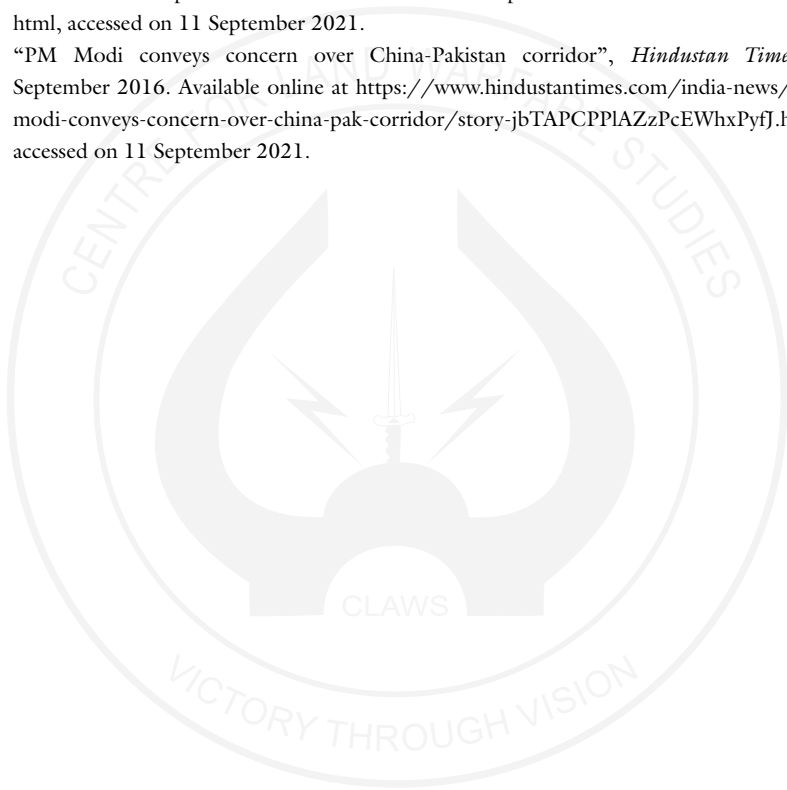 html, accessed on 11 September 2021.
“PM Modi conveys concern over China-Pakistan corridor”, Hindustan Time
September 2016. Available online at https://www.hindustantimes.com/india-news/
modi-conveys-concern-over-china-pak-corridor/story-jbTAPCPPlAZzPcEWhxPyfJ.h
accessed on 11 September 2021.
CENTRE FOR LAND WARFARE STUDIES
CLAWS
VICTORY THROUGH VISION